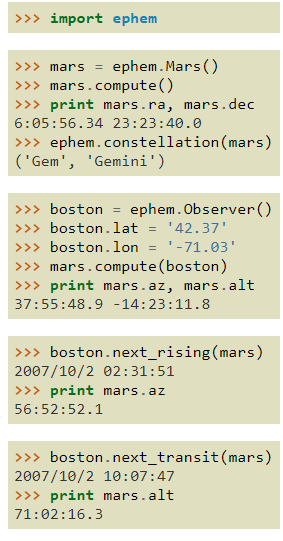 >>> import ephem
>>> mars = ephem.Mars()
>>> mars.compute()
>>> print mars.ra, mars.dec
6:05:56.34 23:23:40.0
>>> ephem.constellation(mars)
('Gem', 'Gemini')
>>> boston = ephem.Observer()
>>> boston.lat = '42.37'
>>> boston.lon = '-71.03'
>>> mars.compute(boston)
>>> print mars.az, mars.alt
37:55:48.9 -14:23:11.8
>>> boston.next_rising(mars)
2007/10/2 02:31:51
>>> print mars.az
56:52:52.1
>>> boston.next_transit(mars)
2007/10/2 10:07:47
>>> print mars.alt
71:02:16.3